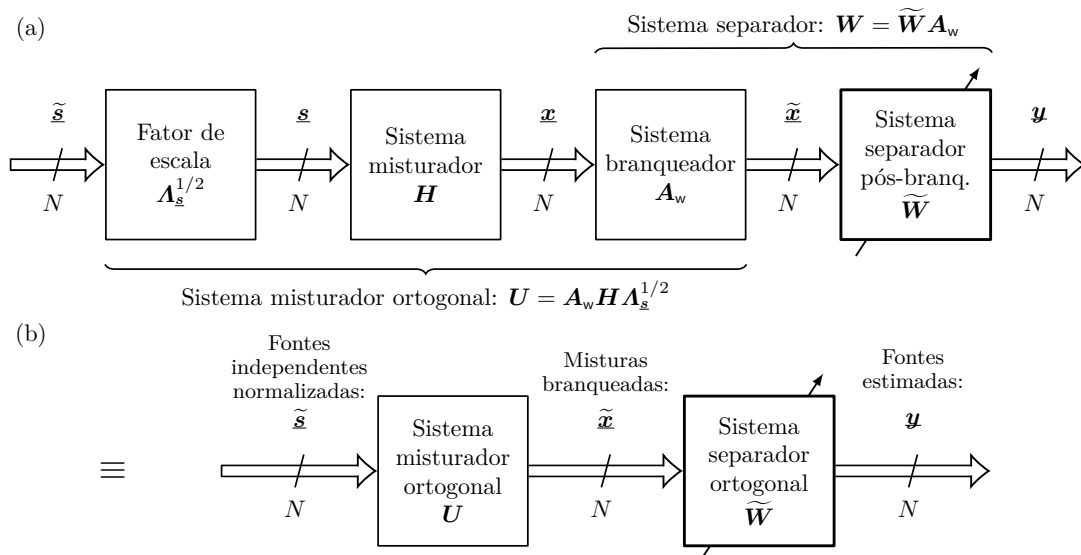 (a)
Sistema separador: W = W̃A_w
s̃
s
x
x̃
y
Fator de
escala
Λ_s^{1/2}
Sistema
misturador
H
Sistema
branqueador
A_w
Sistema
separador
pós-branq.
W̃
N
N
N
N
N
Sistema misturador ortogonal: U = A_w H Λ_s^{1/2}
(b)
Fontes
independentes
normalizadas:
s̃
Misturas
branqueadas:
x̃
Fontes
estimadas:
y
≡
Sistema
misturador
ortogonal
U
Sistema
separador
ortogonal
W̃
N
N
N